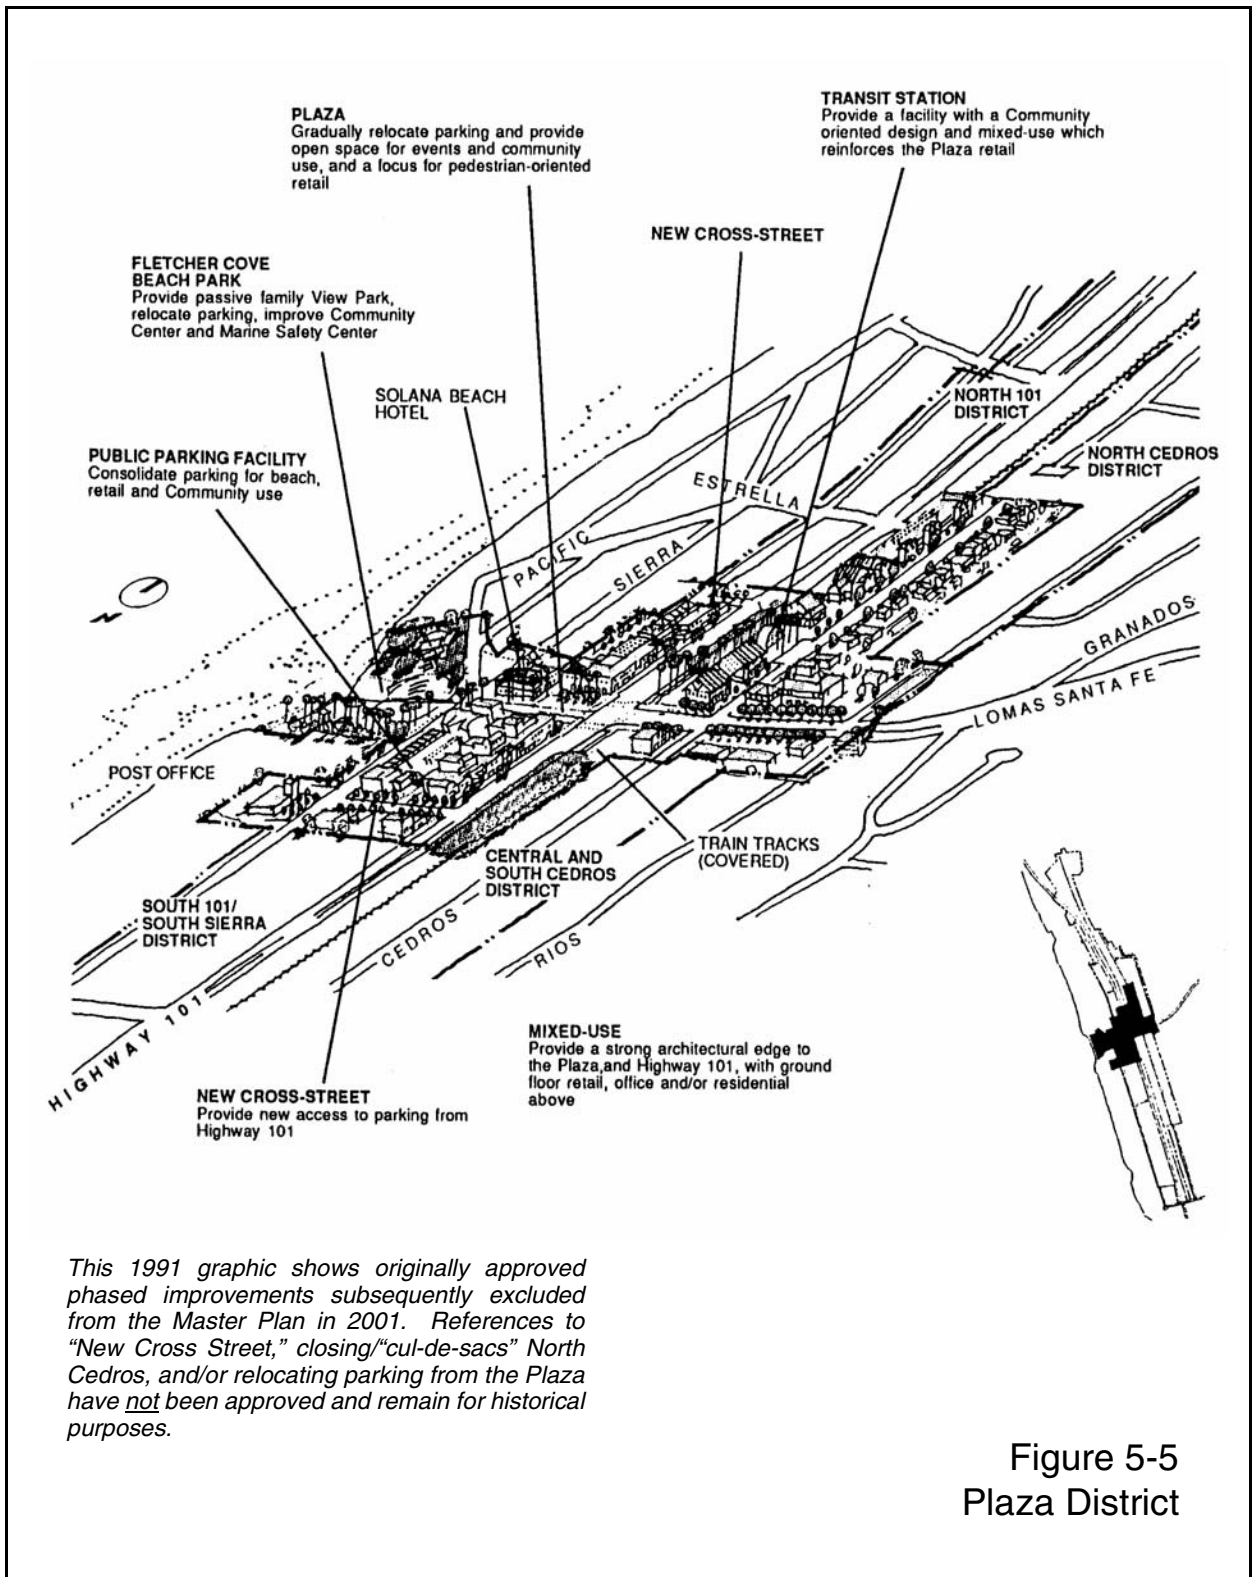 PLAZA
Gradually relocate parking and provide
open space for events and community
use, and a focus for pedestrian-oriented
retail
TRANSIT STATION
Provide a facility with a Community
oriented design and mixed-use which
reinforces the Plaza retail
NEW CROSS-STREET
FLETCHER COVE
BEACH PARK
Provide passive family View Park,
relocate parking, improve Community
Center and Marine Safety Center
SOLANA BEACH
HOTEL
NORTH 101
DISTRICT
PUBLIC PARKING FACILITY
Consolidate parking for beach,
retail and Community use
NORTH CEDROS
DISTRICT
ESTRELLA
PACIFIC
SIERRA
GRANADOS
LOMAS SANTA FE
POST OFFICE
TRAIN TRACKS
(COVERED)
CENTRAL AND
SOUTH CEDROS
DISTRICT
SOUTH 101/
SOUTH SIERRA
DISTRICT
CEDROS
RIOS
HIGHWAY 101
MIXED-USE
Provide a strong architectural edge to
the Plaza,and Highway 101, with ground
floor retail, office and/or residential
above
NEW CROSS-STREET
Provide new access to parking from
Highway 101
This 1991 graphic shows originally approved
phased improvements subsequently excluded
from the Master Plan in 2001. References to
“New Cross Street,” closing/“cul-de-sacs” North
Cedros, and/or relocating parking from the Plaza
have not been approved and remain for historical
purposes.
Figure 5-5
Plaza District